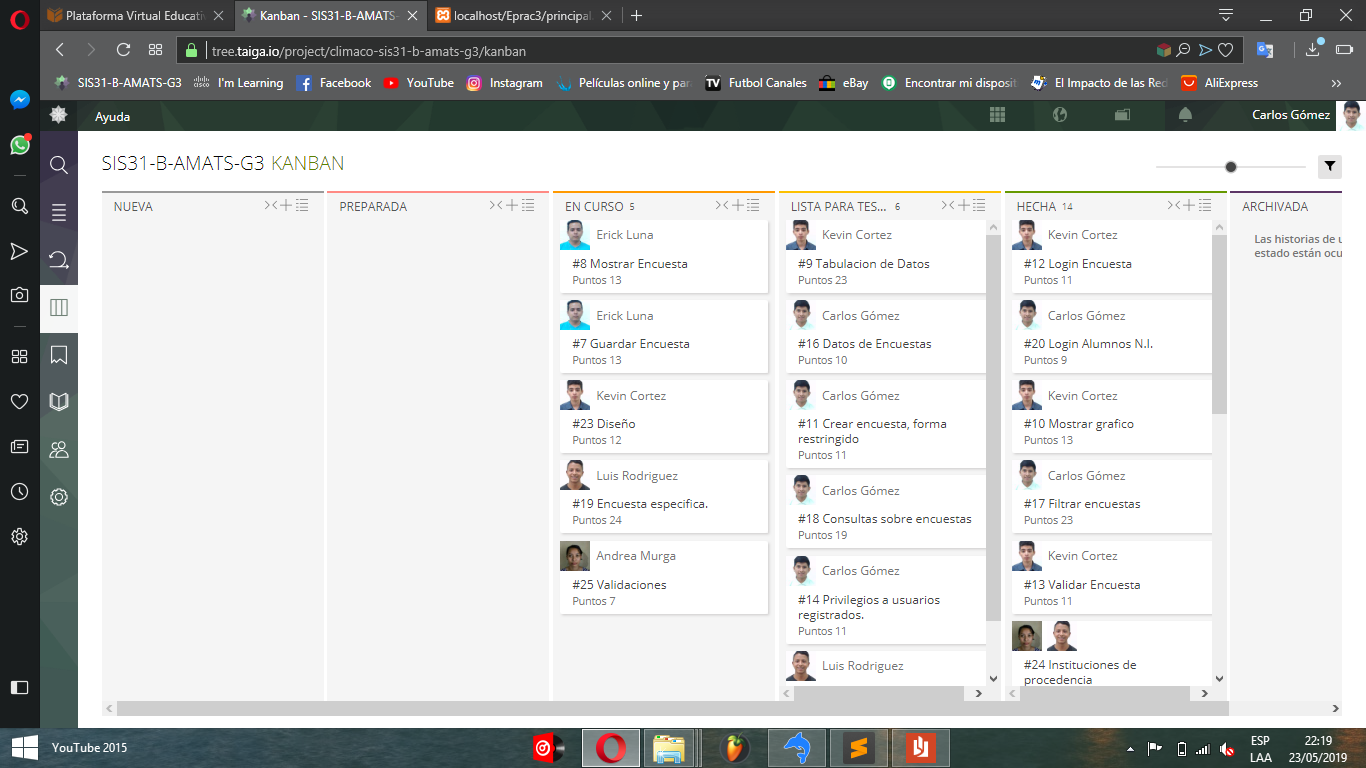 Plataforma Virtual Educativ
Kanban - SIS31-B-AMATS-
localhost/Eprac3/principal.
tree.taiga.io/project/climaco-sis31-b-amats-g3/kanban
SIS31-B-AMATS-G3
I'm Learning
Facebook
YouTube
Instagram
Películas online y par
TV
Futbol Canales
eBay
Encontrar mi disposit
El Impacto de las Red
AliExpress
Ayuda
Carlos Gómez
SIS31-B-AMATS-G3 KANBAN
NUEVA
PREPARADA
EN CURSO 5
Erick Luna
#8 Mostrar Encuesta
Puntos 13
Erick Luna
#7 Guardar Encuesta
Puntos 13
Kevin Cortez
#23 Diseño
Puntos 12
Luis Rodriguez
#19 Encuesta especifica.
Puntos 24
Andrea Murga
#25 Validaciones
Puntos 7
LISTA PARA TES... 6
Kevin Cortez
#9 Tabulacion de Datos
Puntos 23
Carlos Gómez
#16 Datos de Encuestas
Puntos 10
Carlos Gómez
#11 Crear encuesta, forma
restringido
Puntos 11
Carlos Gómez
#18 Consultas sobre encuestas
Puntos 19
Carlos Gómez
#14 Privilegios a usuarios
registrados.
Puntos 11
Luis Rodriguez
HECHA 14
Kevin Cortez
#12 Login Encuesta
Puntos 11
Carlos Gómez
#20 Login Alumnos N.I.
Puntos 9
Kevin Cortez
#10 Mostrar grafico
Puntos 13
Carlos Gómez
#17 Filtrar encuestas
Puntos 23
Kevin Cortez
#13 Validar Encuesta
Puntos 11
#24 Instituciones de
procedencia
ARCHIVADA
Las historias de u
estado están ocu
YouTube 2015
ESP
LAA
22:19
23/05/2019